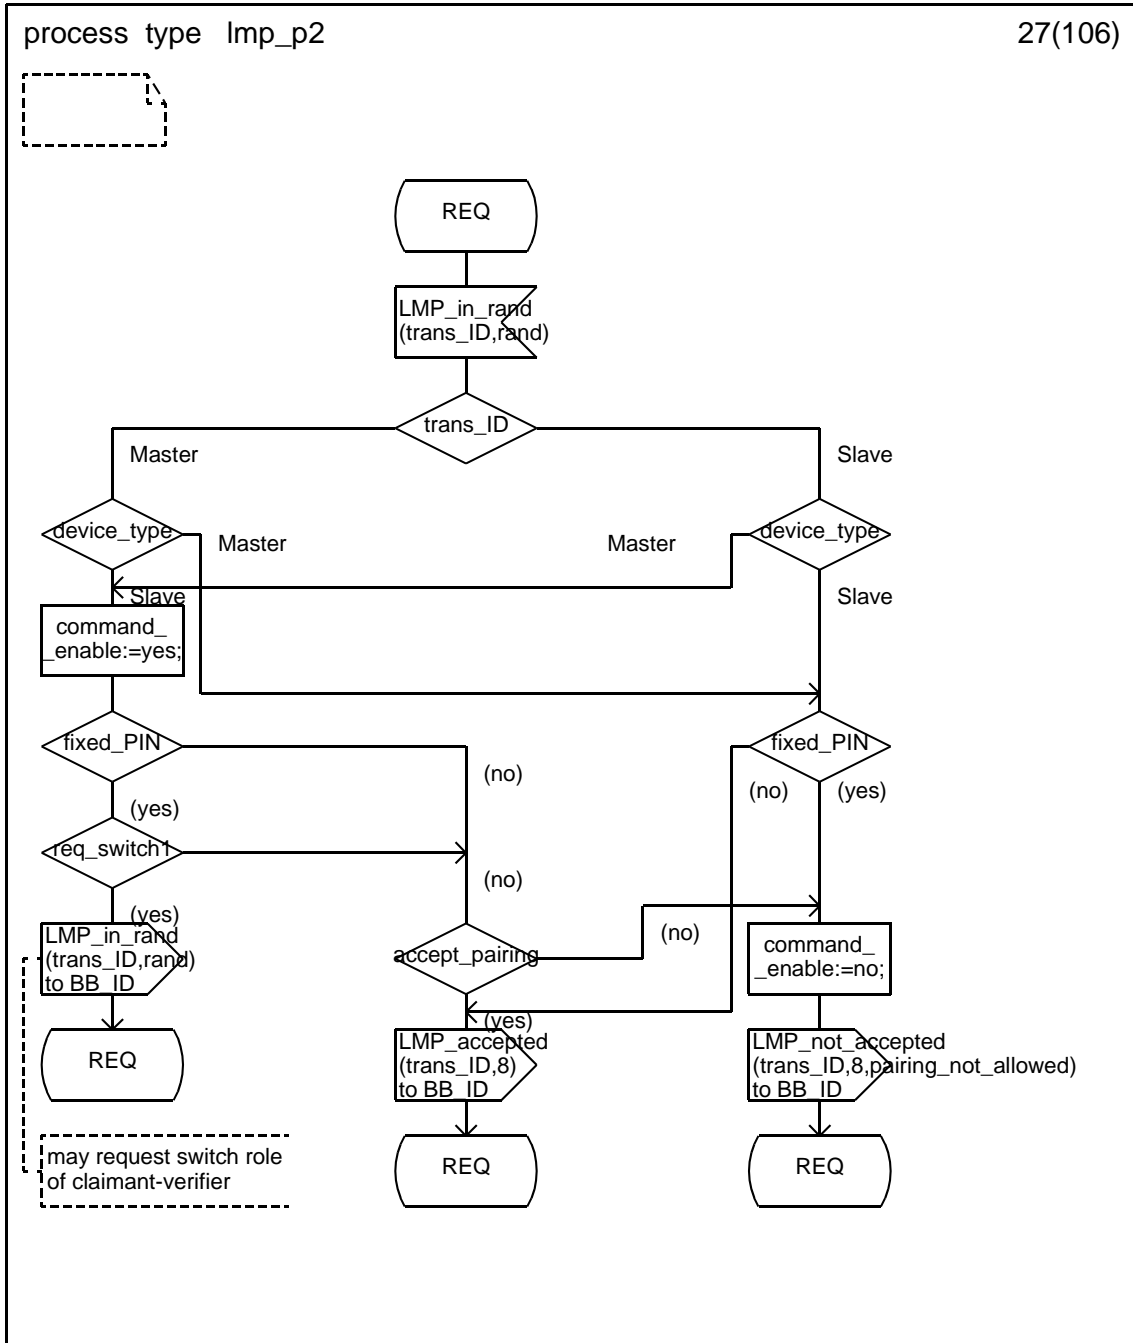 process type lmp_p2
27(106)
REQ
LMP_in_rand
(trans_ID,rand)
trans_ID
Master
Slave
device_type
Master
Master
device_type
Slave
Slave
command_
_enable:=yes;
fixed_PIN
fixed_PIN
(no)
(no)
(yes)
(yes)
req_switch1
(no)
(yes)
LMP_in_rand
(trans_ID,rand)
to BB_ID
accept_pairing
(no)
command_
_enable:=no;
(yes)
REQ
LMP_accepted
(trans_ID,8)
to BB_ID
LMP_not_accepted
(trans_ID,8,pairing_not_allowed)
to BB_ID
may request switch role
of claimant-verifier
REQ
REQ